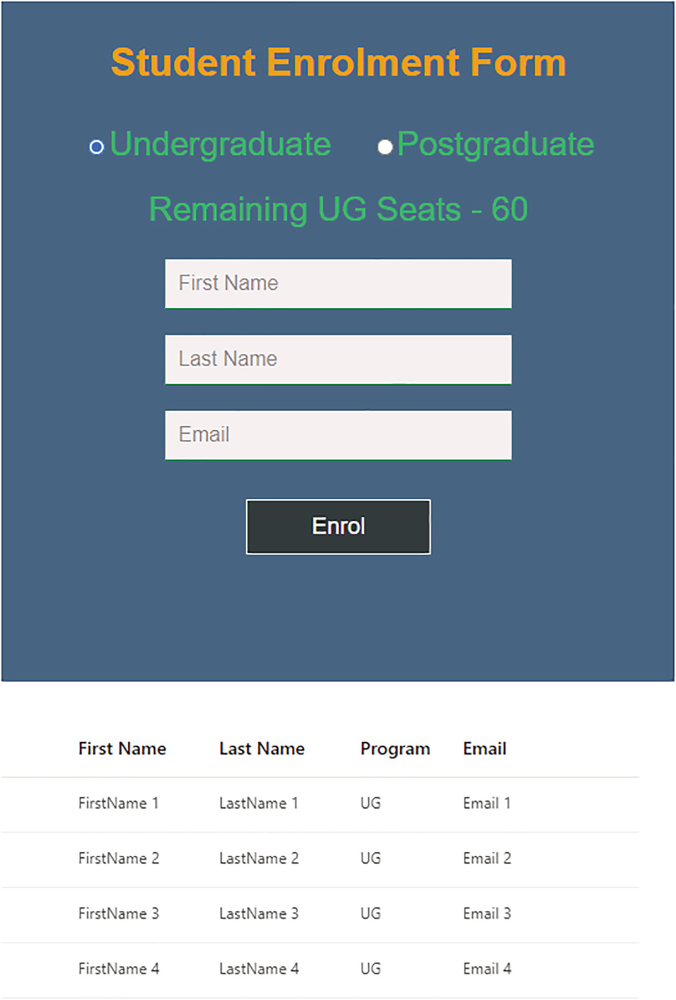 Student Enrolment Form
Undergraduate Postgraduate
Remaining UG Seats - 60
First Name
Last Name
Email
Enrol
First Name Last Name Program Email
FirstName 1 LastName 1 UG Email 1
FirstName 2 LastName 2 UG Email 2
FirstName 3 LastName 3 UG Email 3
FirstName 4 LastName 4 UG Email 4